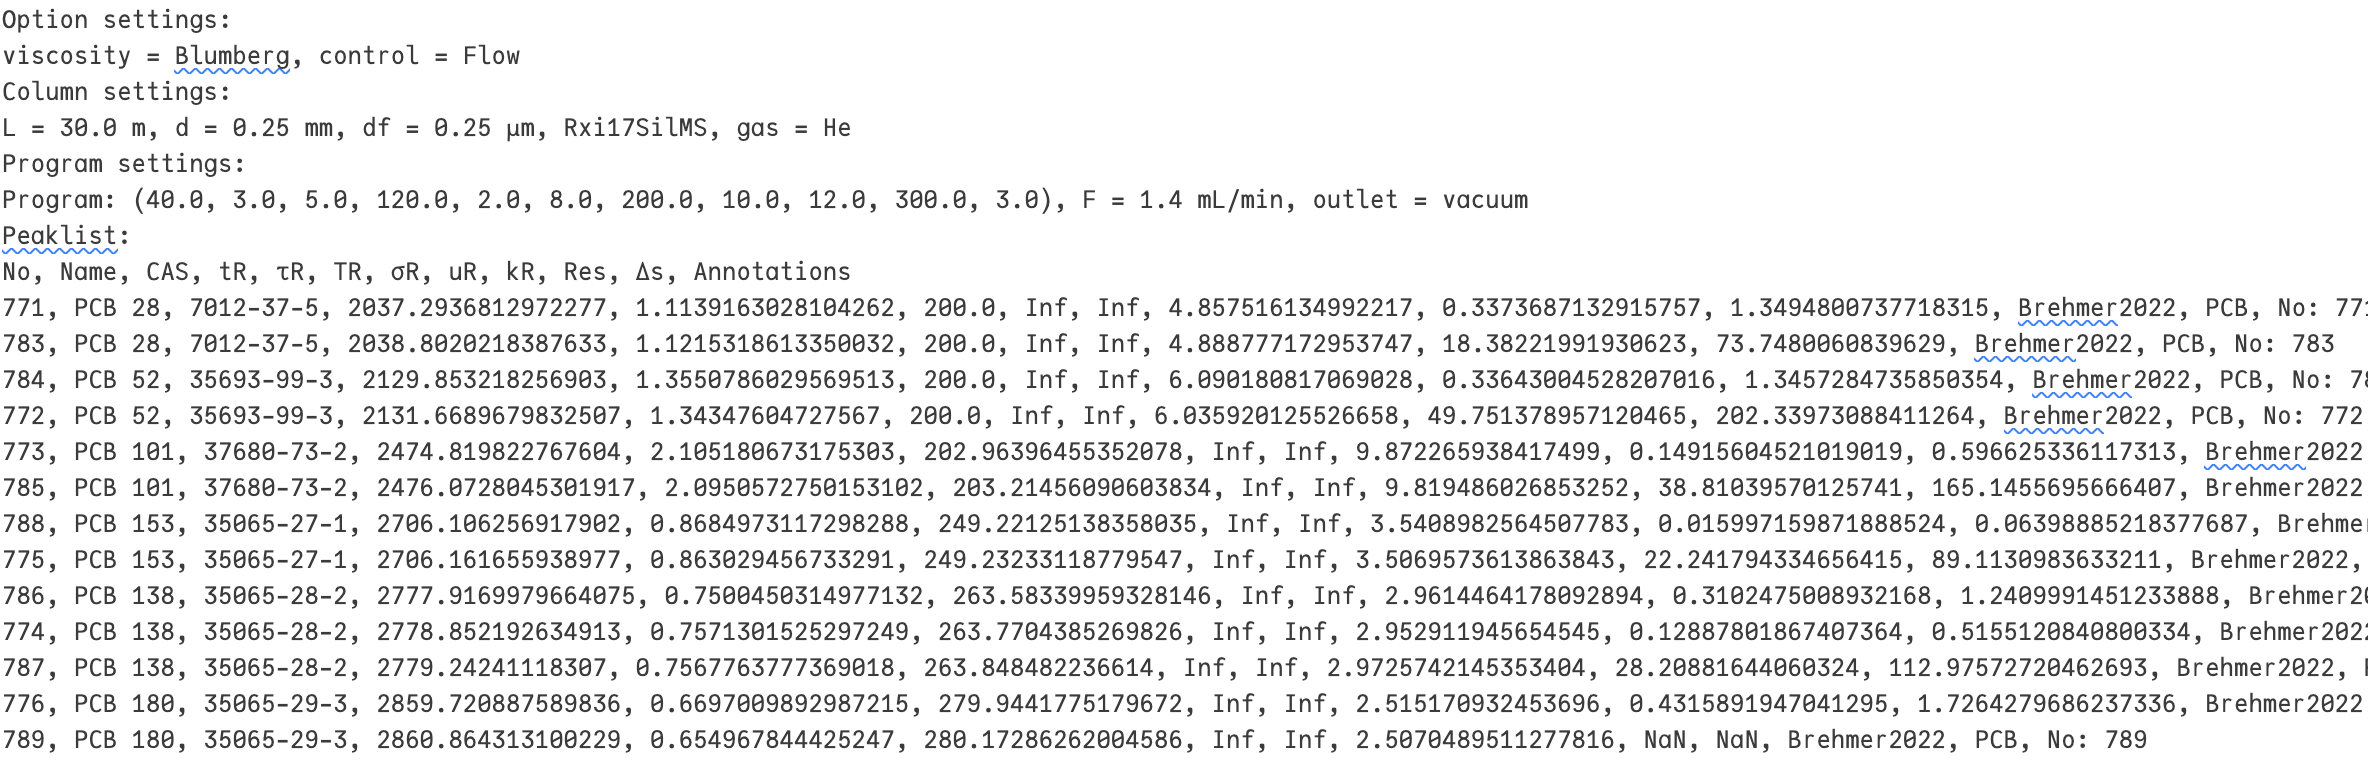 Option settings:
viscosity = Blumberg, control = Flow
Column settings:
L = 30.0 m, d = 0.25 mm, df = 0.25 µm, Rxi17SilMS, gas = He
Program settings:
Program: (40.0, 3.0, 5.0, 120.0, 2.0, 8.0, 200.0, 10.0, 12.0, 300.0, 3.0), F = 1.4 mL/min, outlet = vacuum
Peaklist:
No, Name, CAS, tR, τR, TR, σR, uR, kR, Res, Δs, Annotations
771, PCB 28, 7012-37-5, 2037.2936812972277, 1.1139163028104262, 200.0, Inf, Inf, 4.857516134992217, 0.3373687132915757, 1.3494800737718315, Brehmer2022, PCB, No: 771
783, PCB 28, 7012-37-5, 2038.8020218387633, 1.1215318613350032, 200.0, Inf, Inf, 4.888777172953747, 18.38221991930623, 73.7480060839629, Brehmer2022, PCB, No: 783
784, PCB 52, 35693-99-3, 2129.853218256903, 1.3550786029569513, 200.0, Inf, Inf, 6.090180817069028, 0.33643004528207016, 1.3457284735850354, Brehmer2022, PCB, No: 78
772, PCB 52, 35693-99-3, 2131.6689679832507, 1.34347604727567, 200.0, Inf, Inf, 6.035920125526658, 49.751378957120465, 202.33973088411264, Brehmer2022, PCB, No: 772
773, PCB 101, 37680-73-2, 2474.819822767604, 2.105180673175303, 202.96396455352078, Inf, Inf, 9.872265938417499, 0.14915604521019019, 0.596625336117313, Brehmer2022
785, PCB 101, 37680-73-2, 2476.0728045301917, 2.0950572750153102, 203.21456090603834, Inf, Inf, 9.819486026853252, 38.81039570125741, 165.1455695666407, Brehmer2022
788, PCB 153, 35065-27-1, 2706.106256917902, 0.8684973117298288, 249.22125138358035, Inf, Inf, 3.5408982564507783, 0.015997159871888524, 0.06398885218377687, Brehme
775, PCB 153, 35065-27-1, 2706.161655938977, 0.863029456733291, 249.23233118779547, Inf, Inf, 3.5069573613863843, 22.241794334656415, 89.1130983633211, Brehmer2022,
786, PCB 138, 35065-28-2, 2777.9169979664075, 0.7500450314977132, 263.58339959328146, Inf, Inf, 2.9614464178092894, 0.3102475008932168, 1.2409991451233888, Brehmer20
774, PCB 138, 35065-28-2, 2778.852192634913, 0.7571301525297249, 263.7704385269826, Inf, Inf, 2.952911945654545, 0.12887801867407364, 0.5155120840800334, Brehmer2022
787, PCB 138, 35065-28-2, 2779.24241118307, 0.7567763777369018, 263.848482236614, Inf, Inf, 2.9725742145353404, 28.20881644060324, 112.97572720462693, Brehmer2022,
776, PCB 180, 35065-29-3, 2859.720887589836, 0.6697009892987215, 279.9441775179672, Inf, Inf, 2.515170932453696, 0.4315891947041295, 1.7264279686237336, Brehmer2022
789, PCB 180, 35065-29-3, 2860.864313100229, 0.654967844425247, 280.17286262004586, Inf, Inf, 2.5070489511277816, NaN, NaN, Brehmer2022, PCB, No: 789